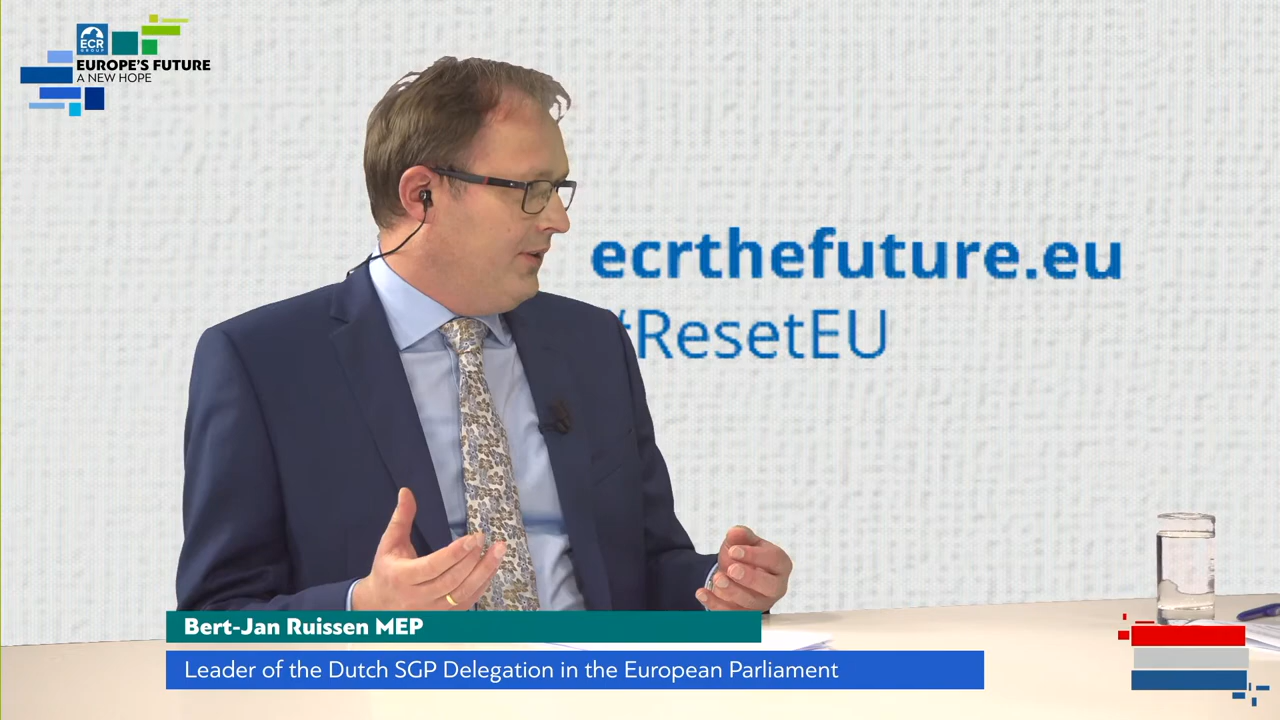 ECR
GROUP
EUROPE'S FUTURE
A NEW HOPE
ecrthefuture.eu
#ResetEU
Bert-Jan Ruissen MEP
Leader of the Dutch SGP Delegation in the European Parliament